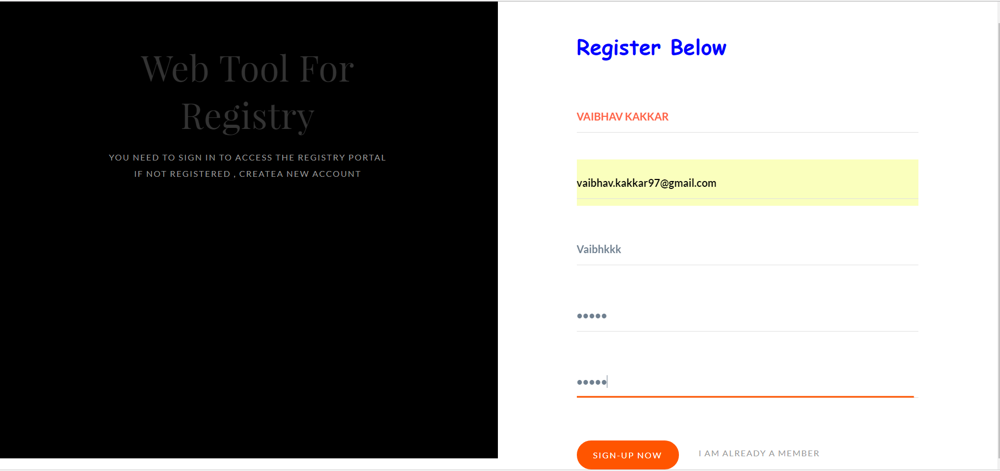 Web Tool For
Registry
YOU NEED TO SIGN IN TO ACCESS THE REGISTRY PORTAL
IF NOT REGISTERED , CREATEA NEW ACCOUNT
Register Below
VAIBHAV KAKKAR
vaibhav.kakkar97@gmail.com
Vaibhkkk
•••••
•••••
SIGN-UP NOW
I AM ALREADY A MEMBER